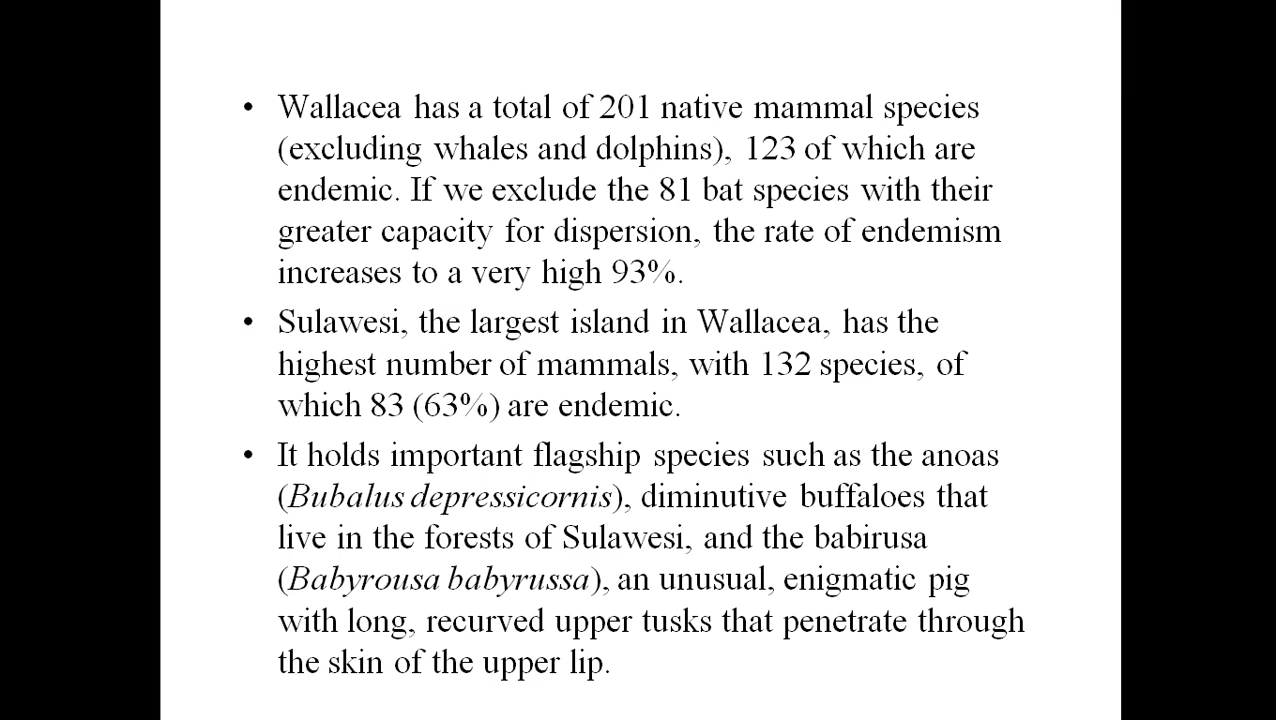 • Wallacea has a total of 201 native mammal species
(excluding whales and dolphins), 123 of which are
endemic. If we exclude the 81 bat species with their
greater capacity for dispersion, the rate of endemism
increases to a very high 93%.
• Sulawesi, the largest island in Wallacea, has the
highest number of mammals, with 132 species, of
which 83 (63%) are endemic.
• It holds important flagship species such as the anoas
(Bubalus depressicornis), diminutive buffaloes that
live in the forests of Sulawesi, and the babirusa
(Babyrousa babyrussa), an unusual, enigmatic pig
with long, recurved upper tusks that penetrate through
the skin of the upper lip.